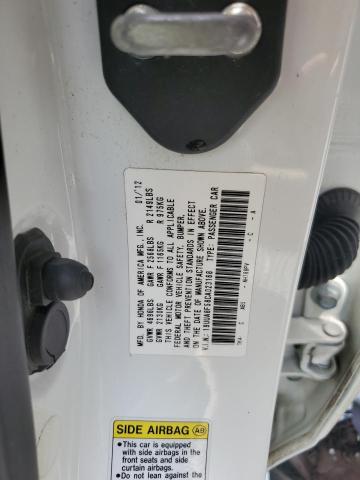 MFD. BY HONDA OF AMERICA MFG., INC. 01/12
GVWR 4696LBS GAWR F 2568LBS R 2149LBS
GVWR 2130KG GAWR F 1165KG R 975KG
THIS VEHICLE CONFORMS TO ALL APPLICABLE
FEDERAL MOTOR VEHICLE SAFETY, BUMPER,
AND THEFT PREVENTION STANDARDS IN EFFECT
ON THE DATE OF MANUFACTURE SHOWN ABOVE.
V.I.N.: TYPE: PASSENGER CAR
SIDE AIRBAG AB
●This car is equipped
with side airbags in the
front seats and side
curtain airbags.
●Do not lean against the